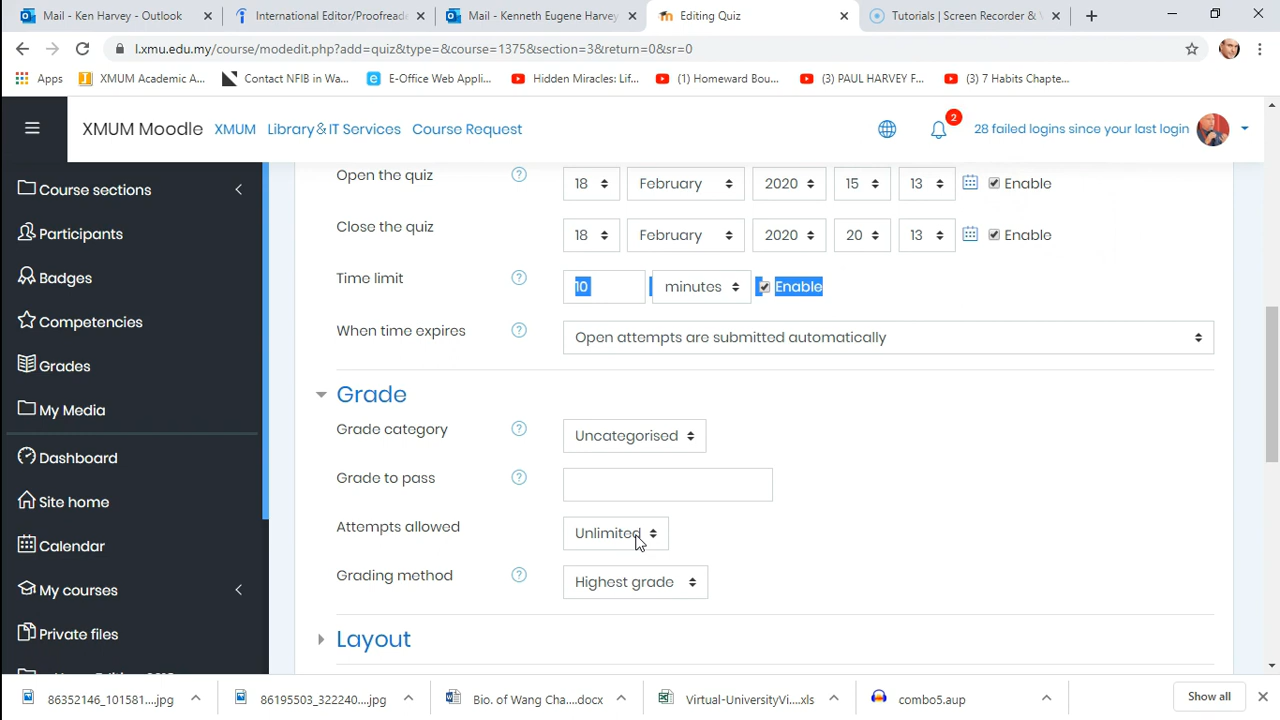 Mail - Ken Harvey - Outlook
International Editor/Proofreade
Mail - Kenneth Eugene Harvey
Editing Quiz
Tutorials | Screen Recorder &
l.xmu.edu.my/course/modedit.php?add=quiz&type=&course=1375&section=3&return=0&sr=0
Apps
XMUM Academic A...
Contact NFIB in Wa...
E-Office Web Appli...
Hidden Miracles: Lif...
(1) Homeward Bou...
(3) PAUL HARVEY F...
(3) 7 Habits Chapte...
XMUM Moodle
XMUM
Library&IT Services
Course Request
2
28 failed logins since your last login
Course sections
Participants
Badges
Competencies
Grades
My Media
Dashboard
Site home
Calendar
My courses
Private files
Open the quiz
18 February 2020 15 13 Enable
Close the quiz
18 February 2020 20 13 Enable
Time limit
10 minutes Enable
When time expires
Open attempts are submitted automatically
Grade
Grade category
Uncategorised
Grade to pass
Attempts allowed
Unlimited
Grading method
Highest grade
Layout
86352146_101581....jpg
86195503_322240....jpg
Bio. of Wang Cha....docx
Virtual-UniversityVi....xls
combo5.aup
Show all